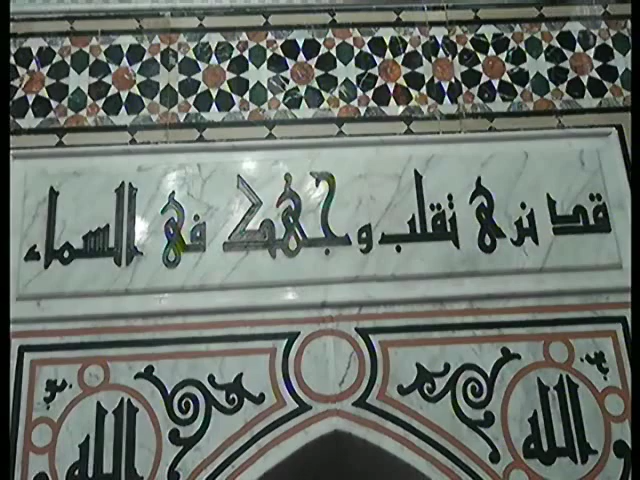 قد نرى تقلب وجهك في السماء
الله الله